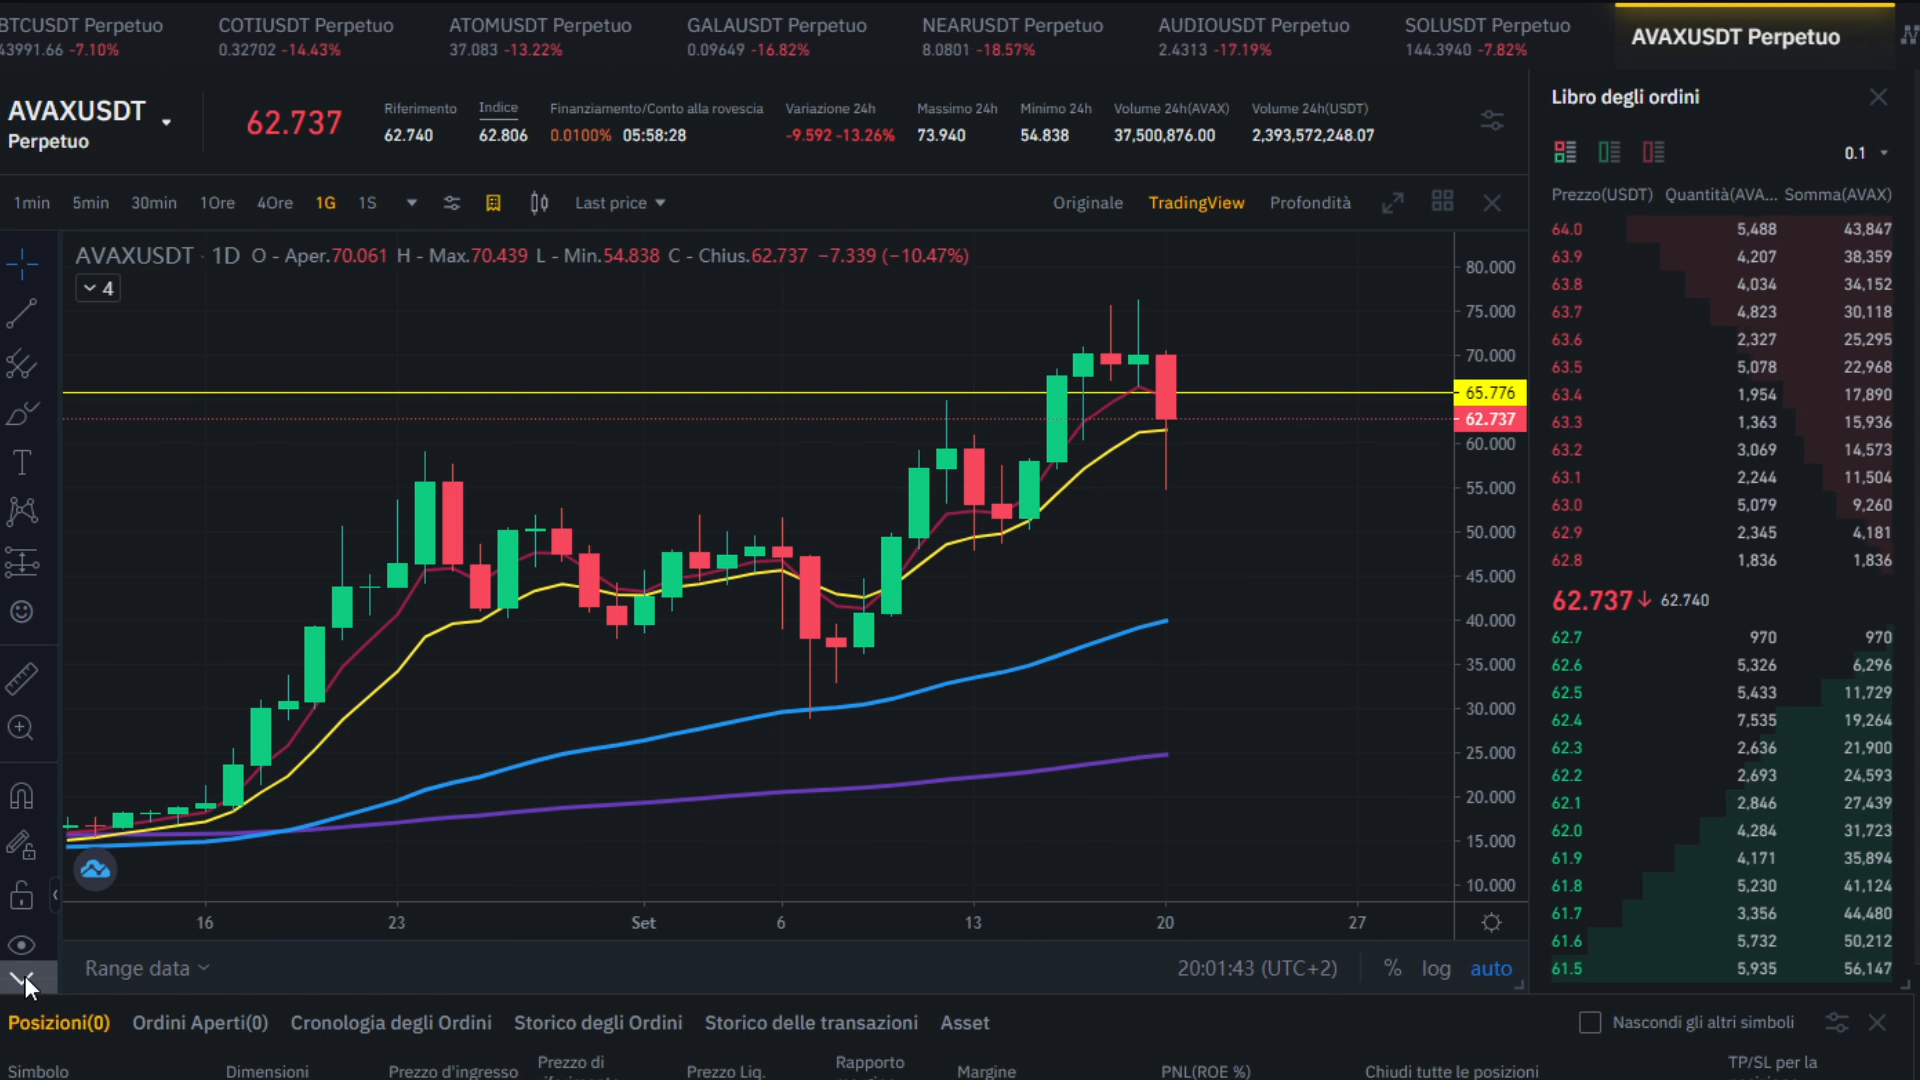 BTCUSDT Perpetuo COTIUSDT Perpetuo ATOMUSDT Perpetuo GALAUSDT Perpetuo NEARUSDT Perpetuo AUDIOUSDT Perpetuo SOLUSDT Perpetuo AVAXUSDT Perpetuo
43991.66 -7.10% 0.32702 -14.43% 37.083 -13.22% 0.09649 -16.82% 8.0801 -18.57% 2.4313 -17.19% 144.3940 -7.82%
AVAXUSDT
Perpetuo
62.737
Riferimento Indice Finanziamento/Conto alla rovescia Variazione 24h Massimo 24h Minimo 24h Volume 24h(AVAX) Volume 24h(USDT)
62.740 62.806 0.0100% 05:58:28 -9.592 -13.26% 73.940 54.838 37,500,876.00 2,393,572,248.07
1min 5min 30min 1Ore 4Ore 1G 1S Last price Originale TradingView Profondità
AVAXUSDT · 1D O - Aper.70.061 H - Max.70.439 L - Min.54.838 C - Chius.62.737 −7.339 (−10.47%)
4
80.000
75.000
70.000
65.776
62.737
60.000
55.000
50.000
45.000
40.000
35.000
30.000
25.000
20.000
15.000
10.000
16 23 Set 6 13 20 27
Range data 20:01:43 (UTC+2) % log auto
Libro degli ordini
0.1
Prezzo(USDT) Quantità(AVA... Somma(AVAX)
64.0 5,488 43,847
63.9 4,207 38,359
63.8 4,034 34,152
63.7 4,823 30,118
63.6 2,327 25,295
63.5 5,078 22,968
63.4 1,954 17,890
63.3 1,363 15,936
63.2 3,069 14,573
63.1 2,244 11,504
63.0 5,079 9,260
62.9 2,345 4,181
62.8 1,836 1,836
62.737↓ 62.740
62.7 970 970
62.6 5,326 6,296
62.5 5,433 11,729
62.4 7,535 19,264
62.3 2,636 21,900
62.2 2,693 24,593
62.1 2,846 27,439
62.0 4,284 31,723
61.9 4,171 35,894
61.8 5,230 41,124
61.7 3,356 44,480
61.6 5,732 50,212
61.5 5,935 56,147
Posizioni(0) Ordini Aperti(0) Cronologia degli Ordini Storico degli Ordini Storico delle transazioni Asset Nascondi gli altri simboli
Simbolo Dimensioni Prezzo d'ingresso Prezzo di Prezzo Liq. Rapporto Margine PNL(ROE %) Chiudi tutte le posizioni TP/SL per la